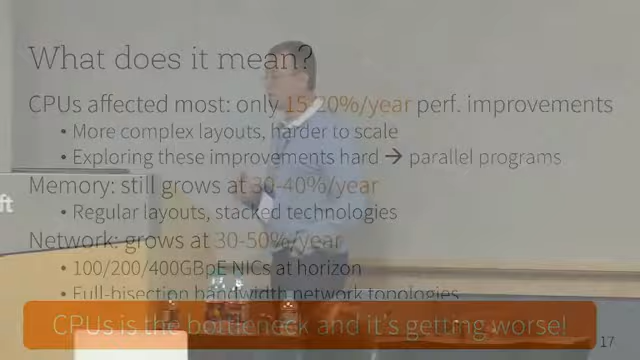 What does it mean?
CPUs affected most: only 15-20%/year perf. improvements
• More complex layouts, harder to scale
• Exploring these improvements hard → parallel programs
Memory: still grows at 30-40%/year
ft
• Regular layouts, stacked technologies
Network: grows at 30-50%/year
• 100/200/400GBpE NICs at horizon
• Full-bisection bandwidth network topologies
CPUs is the bottleneck and it's getting worse!
17